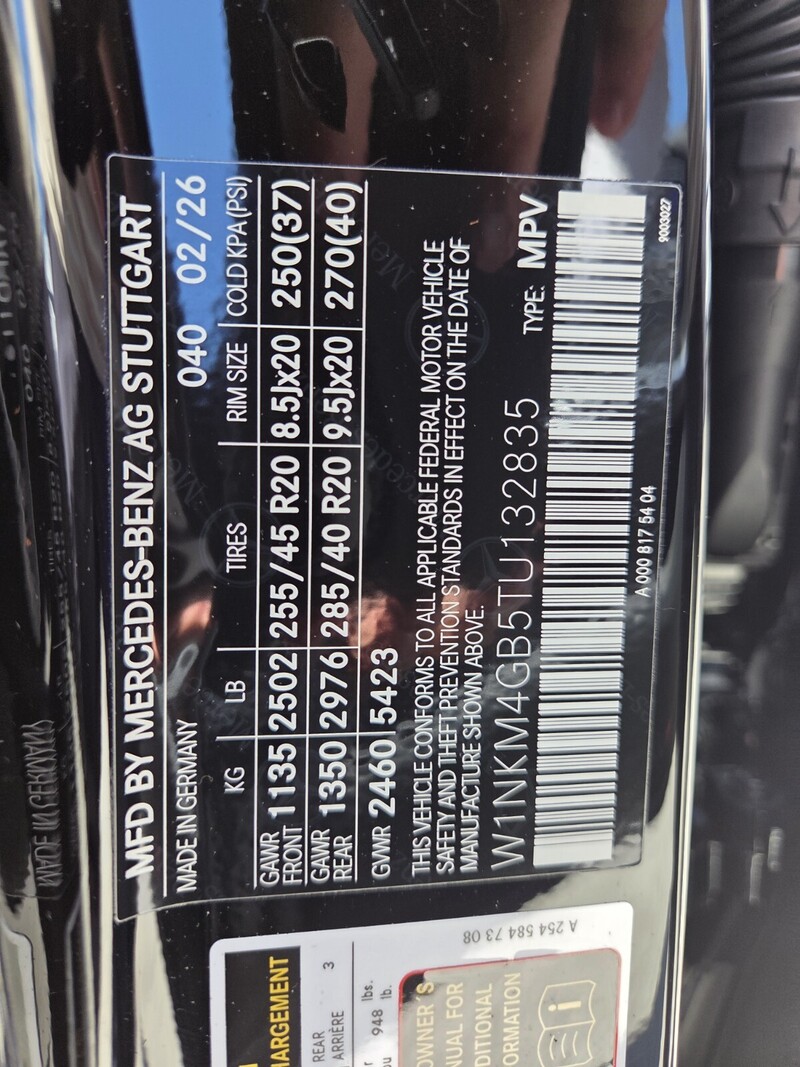 MFD BY MERCEDES-BENZ AG STUTTGART
MADE IN GERMANY 040 02/26
KG LB TIRES RIM SIZE COLD KPA (PSI)
GAWR FRONT 1135 2502 255/45 R20 8.5Jx20 250(37)
GAWR REAR 1350 2976 285/40 R20 9.5Jx20 270(40)
GVWR 2460 5423
THIS VEHICLE CONFORMS TO ALL APPLICABLE FEDERAL MOTOR VEHICLE
SAFETY AND THEFT PREVENTION STANDARDS IN EFFECT ON THE DATE OF
MANUFACTURE SHOWN ABOVE.
W1NKM4GB5TU132835 TYPE: MPV
A 000 817 54 04
9003027
A 254 584 73 08
HARGEMENT
REAR 3
ARRIÈRE
948 lbs.
lb.
OWNER'S
NUAL FOR
DITIONAL
ORMATION